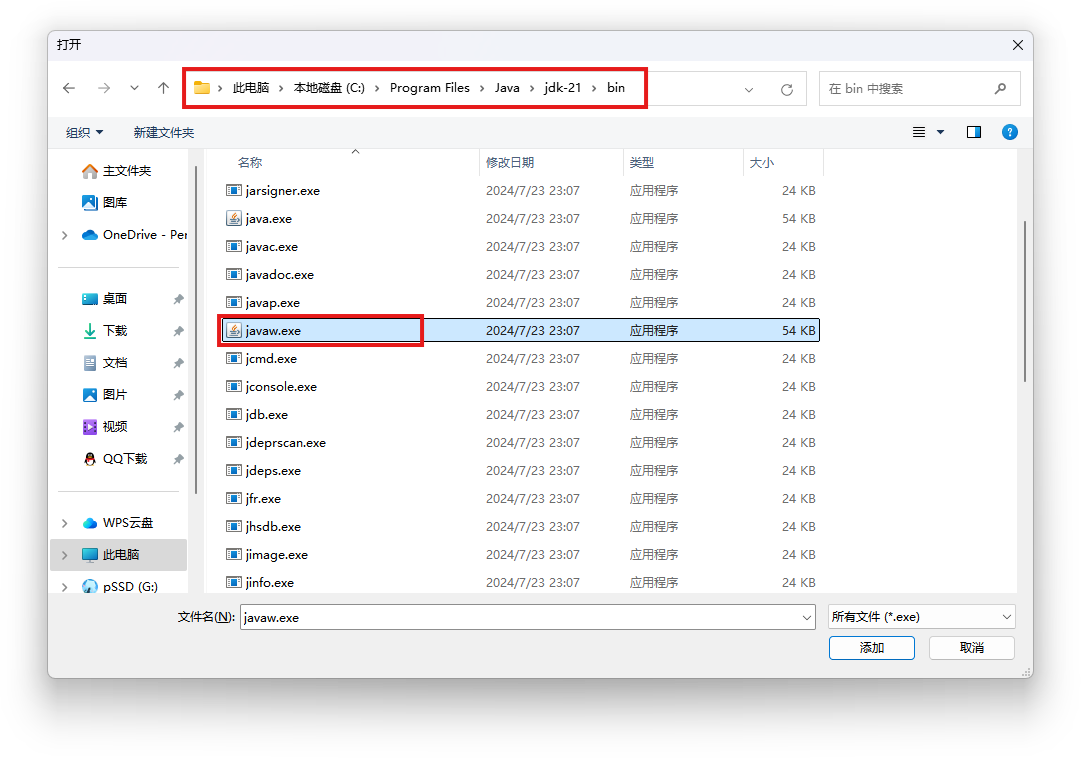 打开
此电脑 > 本地磁盘 (C:) > Program Files > Java > jdk-21 > bin
在 bin 中搜索
组织 新建文件夹
主文件夹
图库
OneDrive - Per
桌面
下载
文档
图片
视频
QQ下载
WPS云盘
此电脑
pSSD (G:)
名称 修改日期 类型 大小
jarsigner.exe 2024/7/23 23:07 应用程序 24 KB
java.exe 2024/7/23 23:07 应用程序 54 KB
javac.exe 2024/7/23 23:07 应用程序 24 KB
javadoc.exe 2024/7/23 23:07 应用程序 24 KB
javap.exe 2024/7/23 23:07 应用程序 24 KB
javaw.exe 2024/7/23 23:07 应用程序 54 KB
jcmd.exe 2024/7/23 23:07 应用程序 24 KB
jconsole.exe 2024/7/23 23:07 应用程序 24 KB
jdb.exe 2024/7/23 23:07 应用程序 24 KB
jdeprscan.exe 2024/7/23 23:07 应用程序 24 KB
jdeps.exe 2024/7/23 23:07 应用程序 24 KB
jfr.exe 2024/7/23 23:07 应用程序 24 KB
jhsdb.exe 2024/7/23 23:07 应用程序 24 KB
jimage.exe 2024/7/23 23:07 应用程序 24 KB
jinfo.exe 2024/7/23 23:07 应用程序 24 KB
文件名(N): javaw.exe 所有文件 (*.exe)
添加 取消